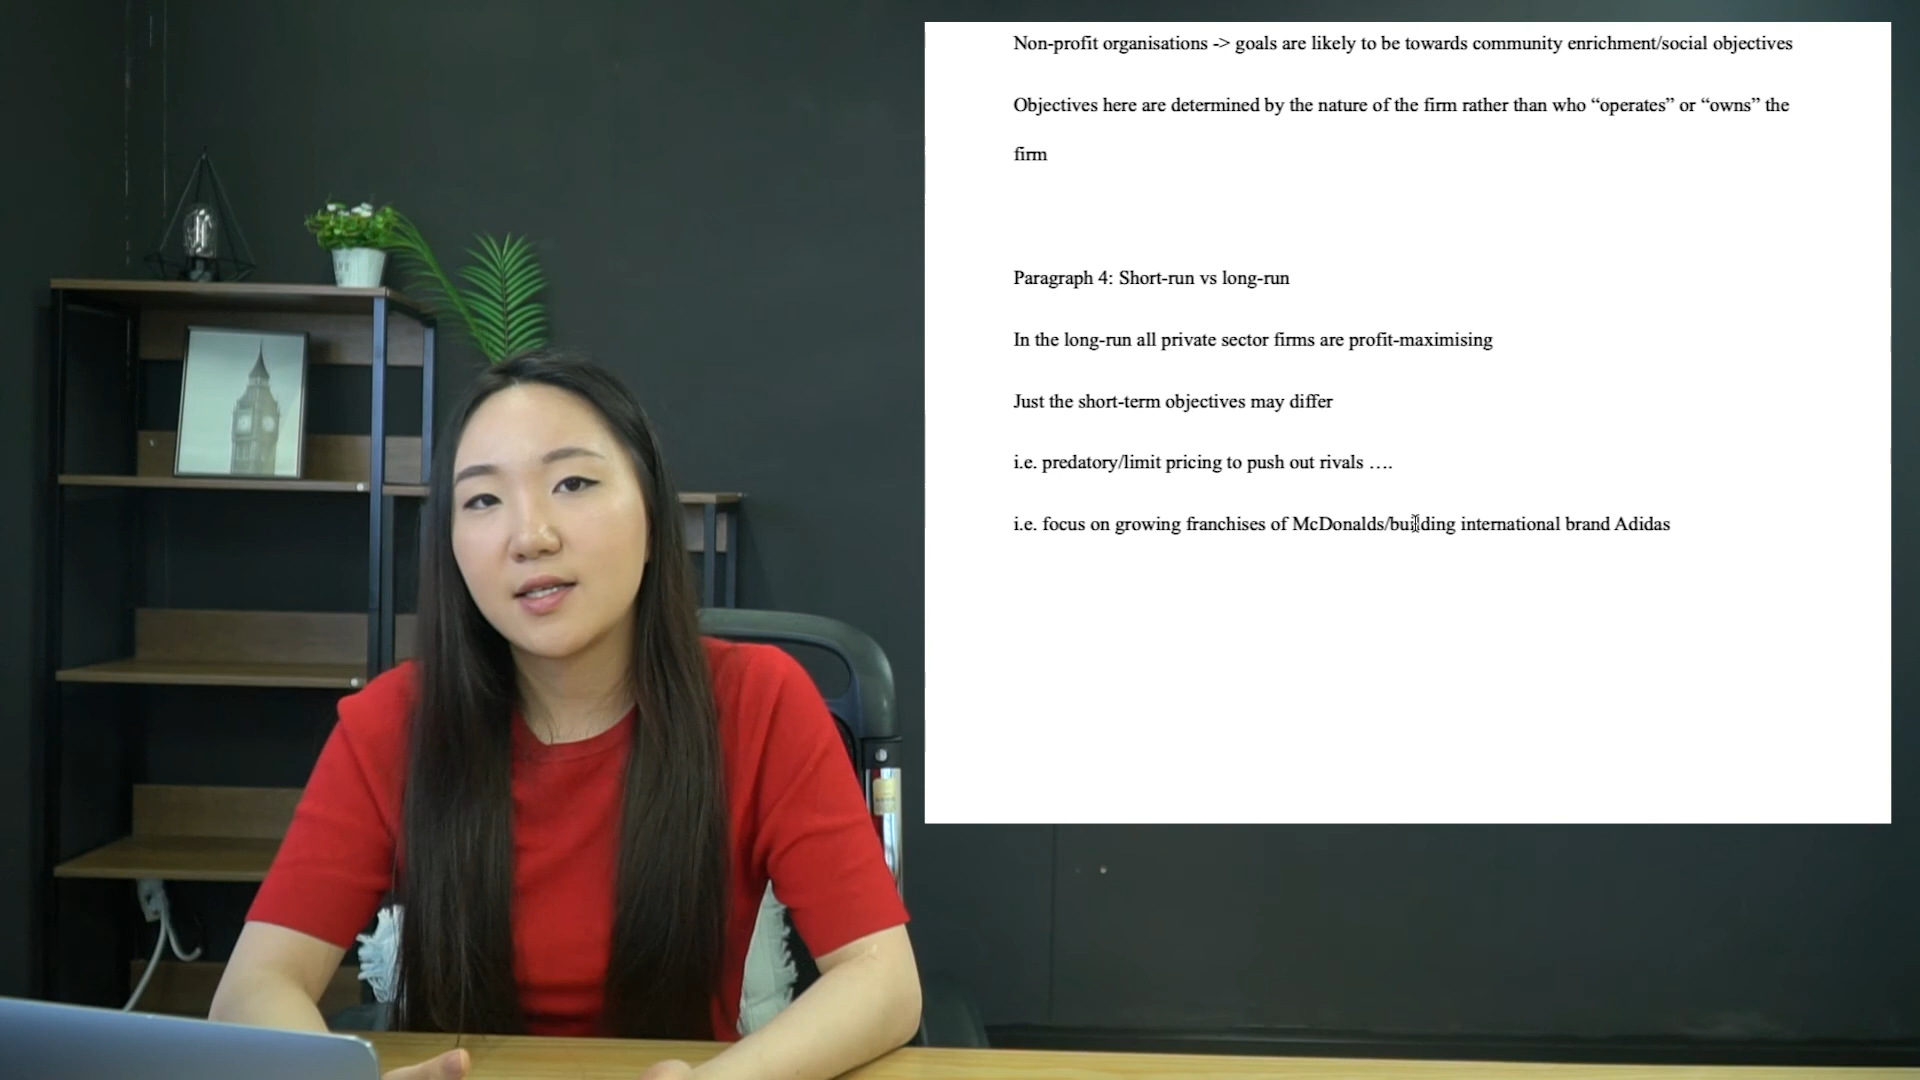 Non-profit organisations -> goals are likely to be towards community enrichment/social objectives
Objectives here are determined by the nature of the firm rather than who “operates” or “owns” the
firm
Paragraph 4: Short-run vs long-run
In the long-run all private sector firms are profit-maximising
Just the short-term objectives may differ
i.e. predatory/limit pricing to push out rivals ….
i.e. focus on growing franchises of McDonalds/building international brand Adidas